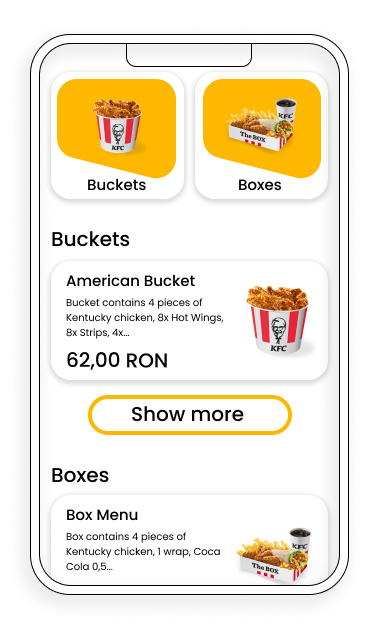 KFC
The BOX
KFC
Buckets
Boxes
Buckets
American Bucket
Bucket contains 4 pieces of
Kentucky chicken, 8x Hot Wings,
8x Strips, 4x...
62,00 RON
KFC
Show more
Boxes
Box Menu
Box contains 4 pieces of
Kentucky chicken, 1 wrap, Coca
Cola 0,5...
KFC
The BOX